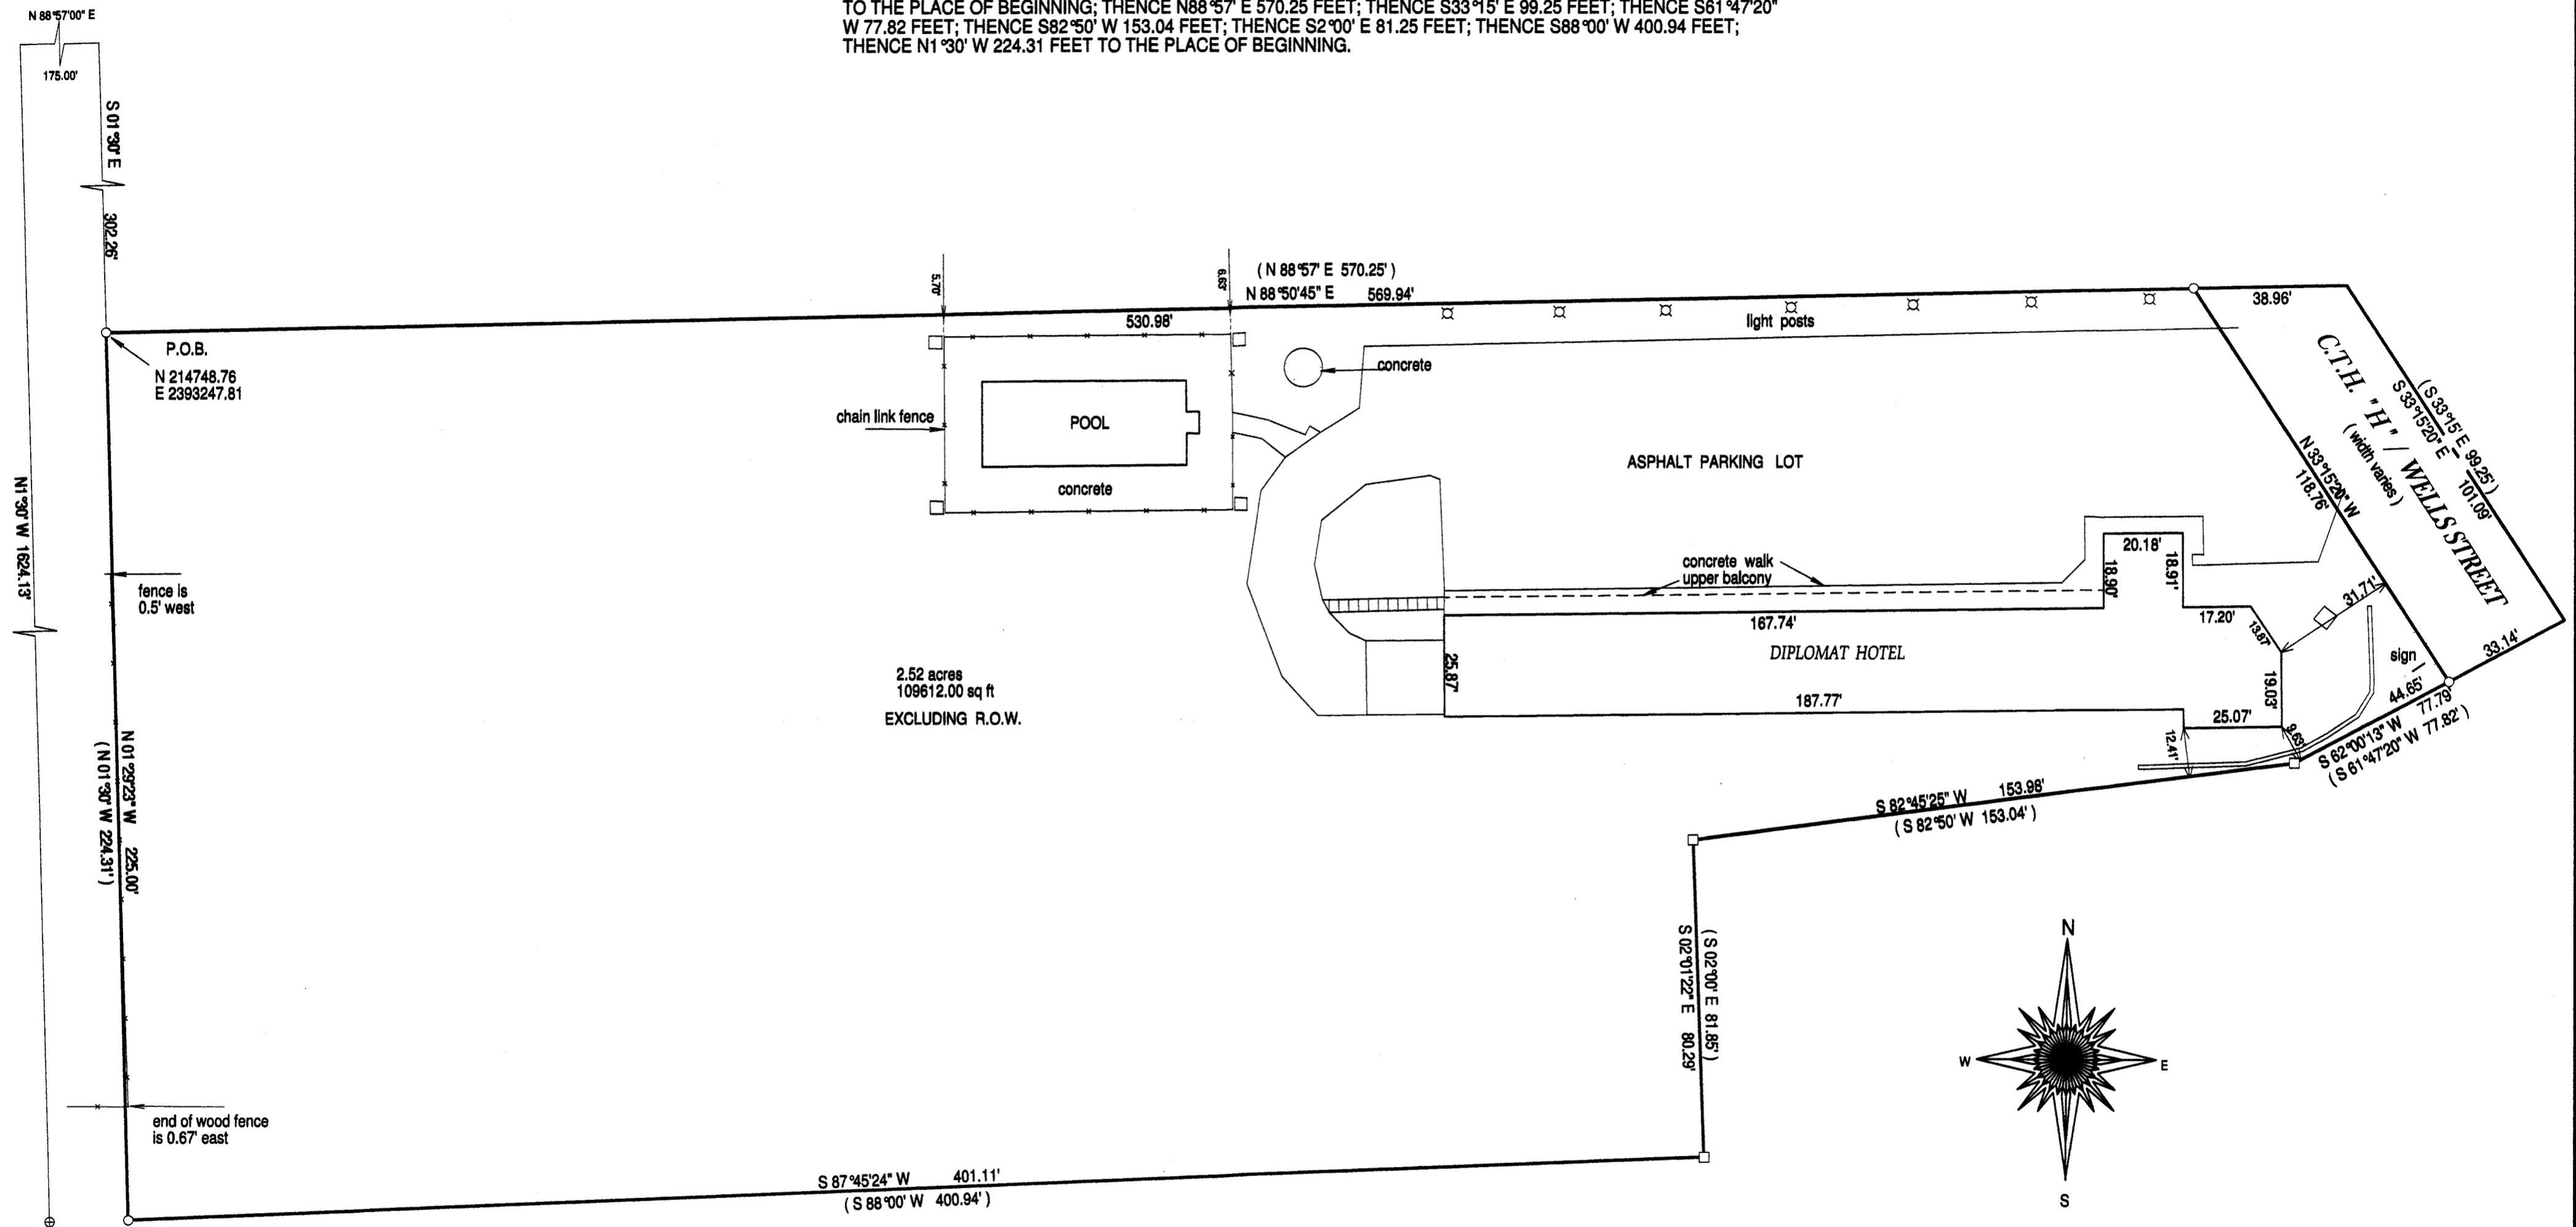 TO THE PLACE OF BEGINNING; THENCE N88°57' E 570.25 FEET; THENCE S33°15' E 99.25 FEET; THENCE S61°47'20"
W 77.82 FEET; THENCE S82°50' W 153.04 FEET; THENCE S2°00' E 81.25 FEET; THENCE S88°00' W 400.94 FEET;
THENCE N1°30' W 224.31 FEET TO THE PLACE OF BEGINNING.
N 88°57'00" E
175.00'
S 01°30' E
302.26'
N1°30' W 1624.13'
P.O.B.
N 214748.76
E 2393247.81
( N 88°57' E 570.25' )
N 88°50'45" E 569.94'
530.98'
5.70'
6.63'
38.96'
light posts
concrete
chain link fence
POOL
concrete
ASPHALT PARKING LOT
C.T.H. "H" / WELLS STREET
( width varies )
( S 33°15' E 99.25' )
S 33°15'20" E 101.09'
N 33°15'20" W
118.76'
concrete walk
upper balcony
20.18'
18.90'
18.91'
17.20'
13.87'
31.71'
167.74'
DIPLOMAT HOTEL
25.87'
187.77'
19.03'
25.07'
12.41'
9.63'
sign
33.14'
44.65'
S 62°00'13" W 77.79'
( S 61°47'20" W 77.82' )
fence is
0.5' west
2.52 acres
109612.00 sq ft
EXCLUDING R.O.W.
N 01°29'23" W 225.00'
( N 01°30' W 224.31' )
S 82°45'25" W 153.98'
( S 82°50' W 153.04' )
( S 02°00' E 81.85' )
S 02°01'22" E 80.29'
end of wood fence
is 0.67' east
S 87°45'24" W 401.11'
( S 88°00' W 400.94' )
N
W
E
S